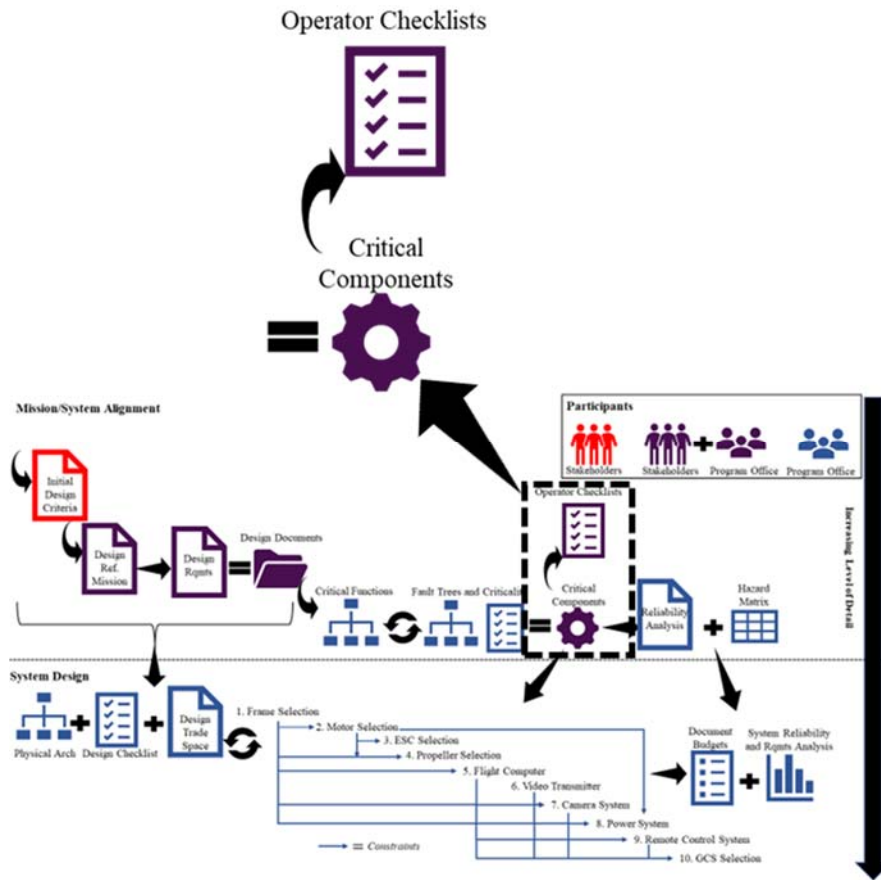 Operator Checklists
Critical
Components
Mission/System Alignment
Participants
Stakeholders
Stakeholders
Program Office
Program Office
Initial
Design
Criteria
Operator Checklists
Increasing Level of Detail
Design
Ref.
Mission
Design
Rqmts
Design Documents
Critical Functions
Fault Trees and Criticali
Critical
Components
Reliability
Analysis
Hazard
Matrix
System Design
Physical Arch
Design Checklist
Design
Trade
Space
1. Frame Selection
2. Motor Selection
3. ESC Selection
4. Propeller Selection
5. Flight Computer
6. Video Transmitter
7. Camera System
8. Power System
9. Remote Control System
10. GCS Selection
= Constraints
Document
Budgets
System Reliability
and Rqmts Analysis